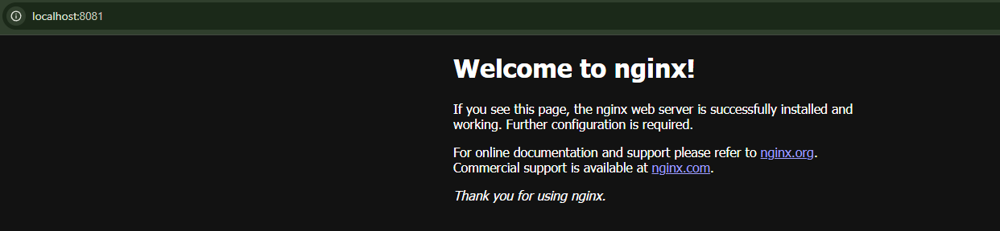 localhost:8081
Welcome to nginx!
If you see this page, the nginx web server is successfully installed and
working. Further configuration is required.
For online documentation and support please refer to nginx.org.
Commercial support is available at nginx.com.
Thank you for using nginx.